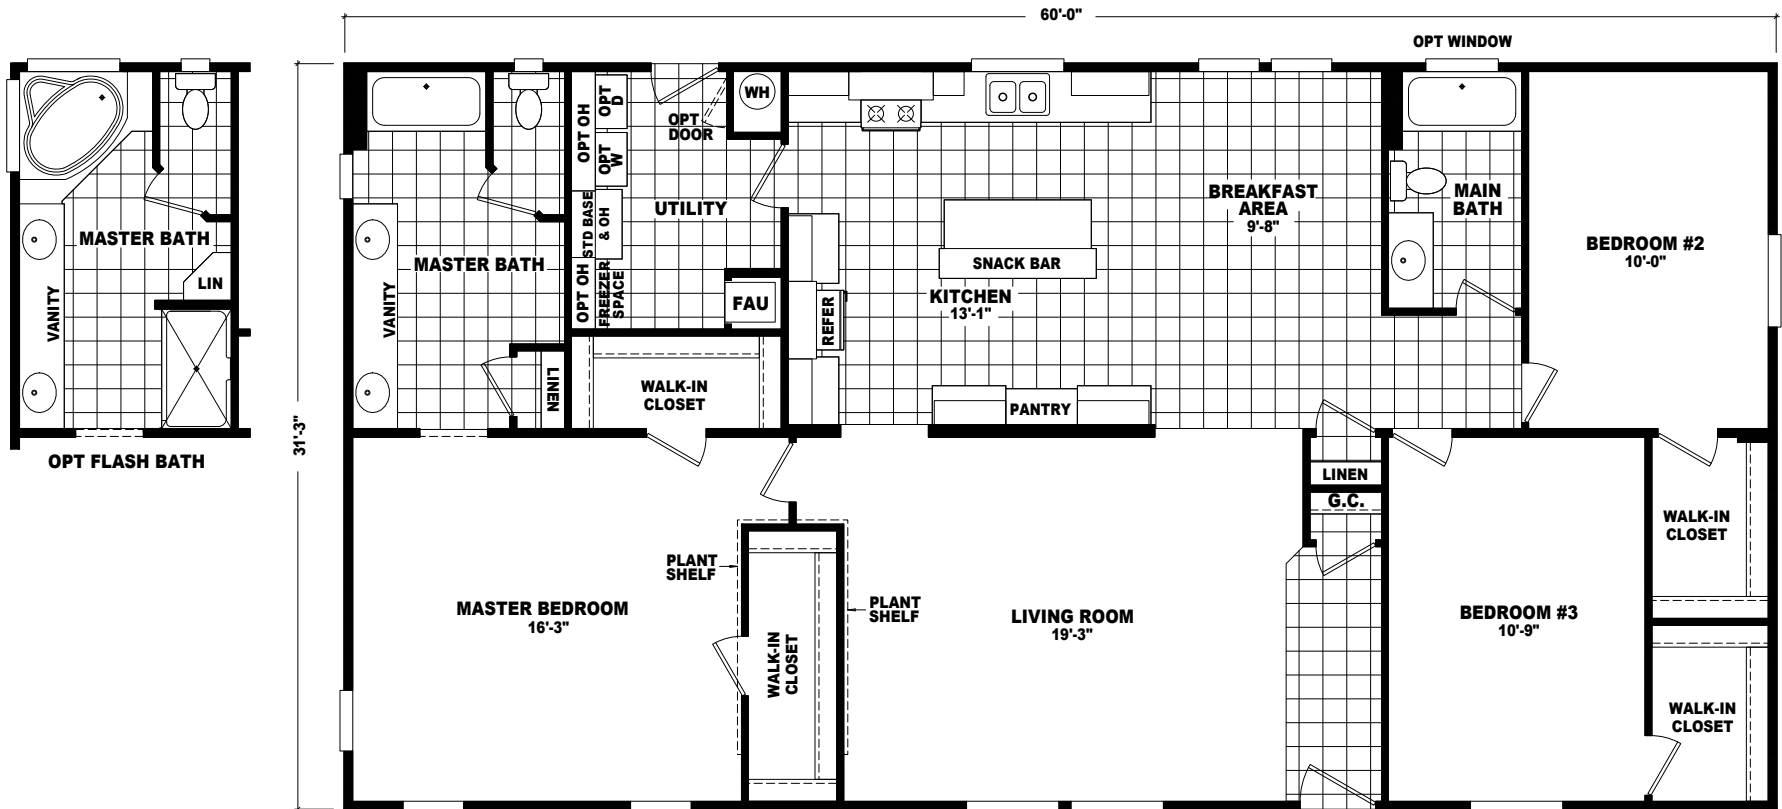 60'-0"
OPT WINDOW
31'-3"
MASTER BATH
LIN
VANITY
OPT FLASH BATH
OPT OH
OPT D
OPT W
STD BASE
& OH
OPT OH
FREEZER
SPACE
OPT
DOOR
WH
UTILITY
FAU
MASTER BATH
VANITY
LINEN
WALK-IN
CLOSET
BREAKFAST
AREA
9'-8"
SNACK BAR
KITCHEN
13'-1"
REFER
PANTRY
MAIN
BATH
BEDROOM #2
10'-0"
LINEN
G.C.
WALK-IN
CLOSET
PLANT
SHELF
MASTER BEDROOM
16'-3"
WALK-IN
CLOSET
PLANT
SHELF
LIVING ROOM
19'-3"
BEDROOM #3
10'-9"
WALK-IN
CLOSET